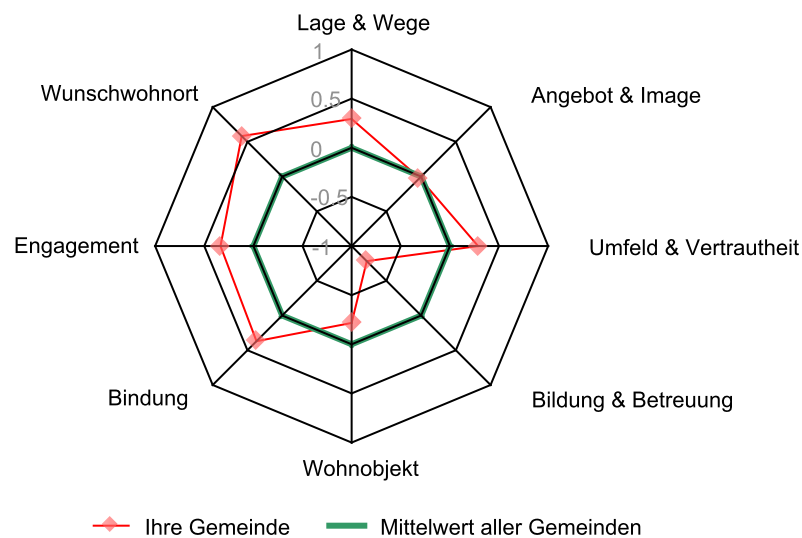 Lage & Wege
1
Wunschwohnort
Angebot & Image
0.5
0
-0.5
Engagement
-1
Umfeld & Vertrautheit
Bindung
Bildung & Betreuung
Wohnobjekt
Ihre Gemeinde
Mittelwert aller Gemeinden